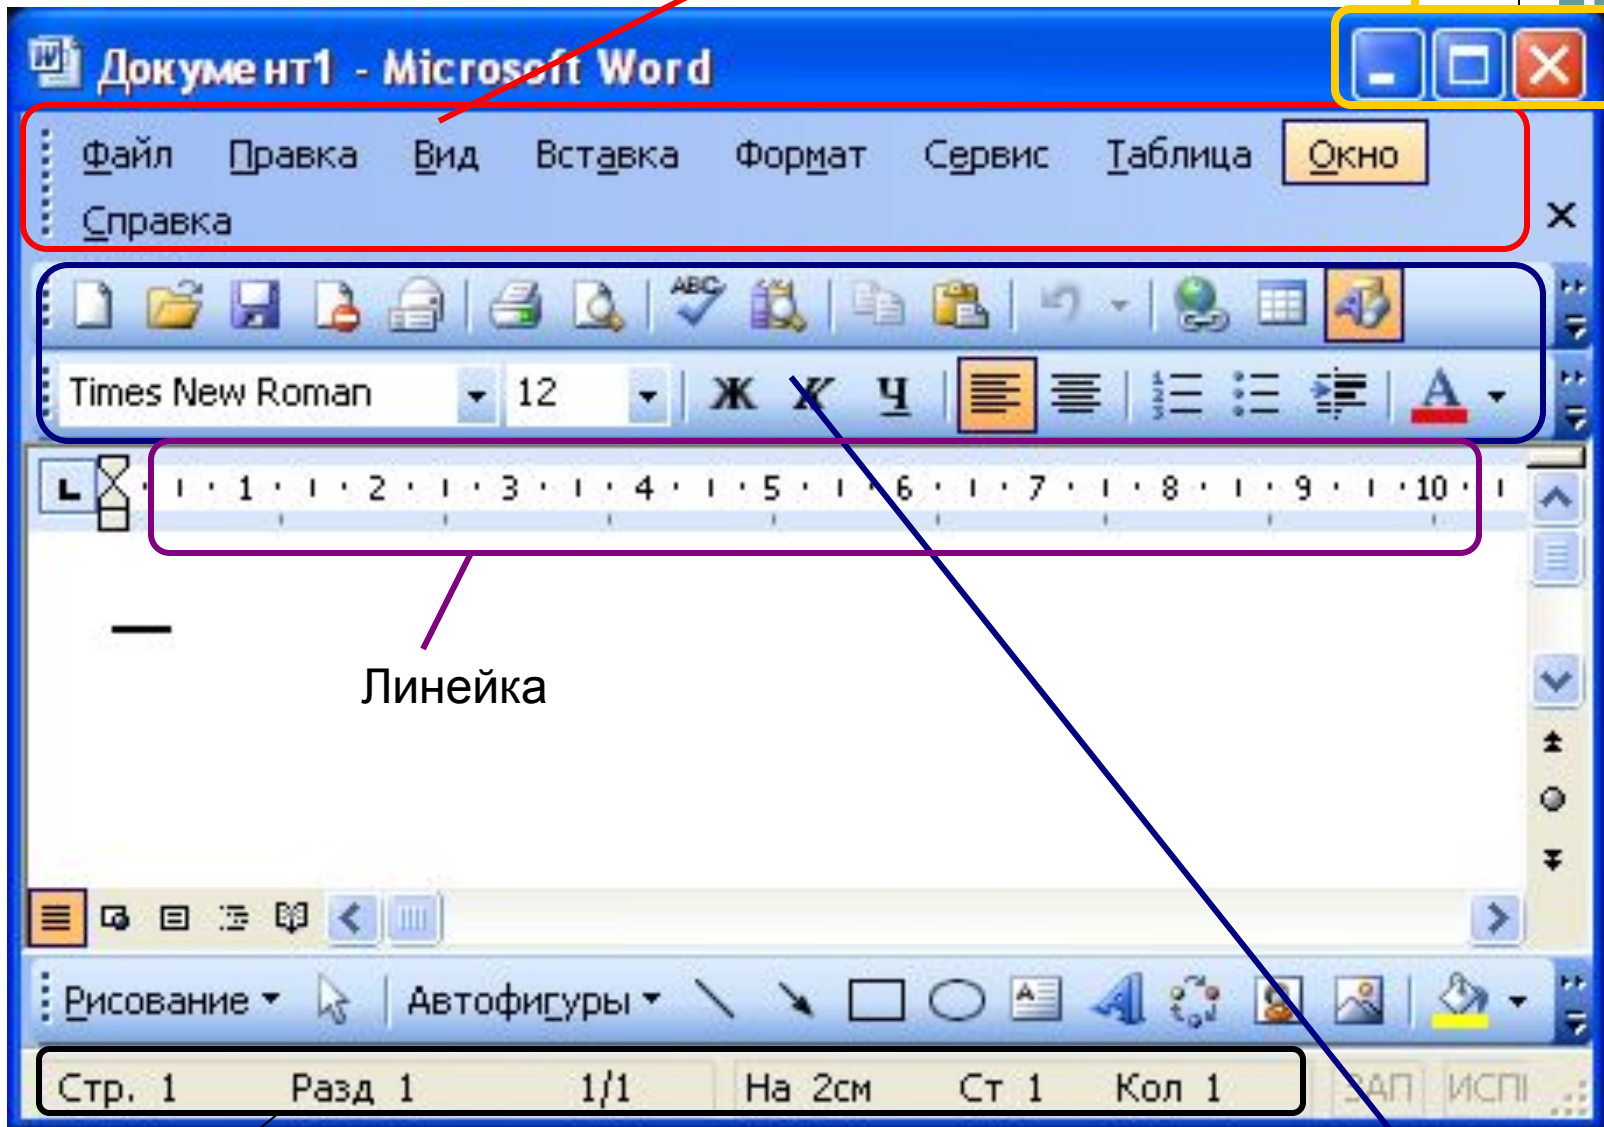 Документ1 - Microsoft Word
Файл Правка Вид Вставка Формат Сервис Таблица Окно
Справка
ABC
Times New Roman 12 Ж К Ч A
1 2 3 4 5 6 7 8 9 10
Линейка
Рисование Автофигуры
Стр. 1 Разд 1 1/1 На 2см Ст 1 Кол 1 ЗАП ИСП